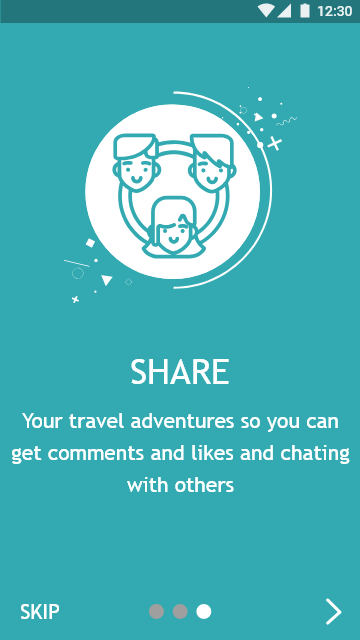 12:30
SHARE
Your travel adventures so you can
get comments and likes and chating
with others
SKIP